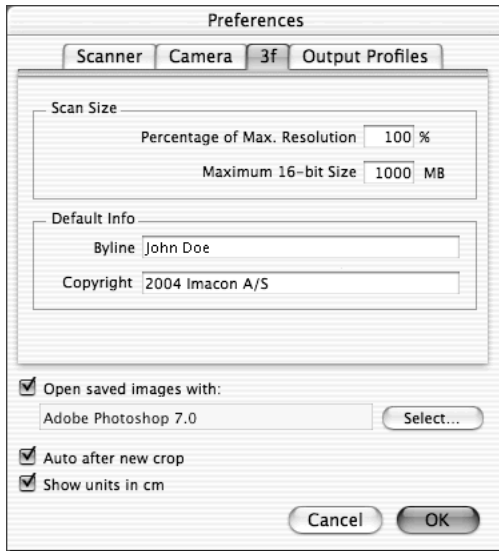 Preferences
Scanner Camera 3f Output Profiles
Scan Size
Percentage of Max. Resolution 100 %
Maximum 16-bit Size 1000 MB
Default Info
Byline John Doe
Copyright 2004 Imacon A/S
Open saved images with:
Adobe Photoshop 7.0 Select...
Auto after new crop
Show units in cm
Cancel OK